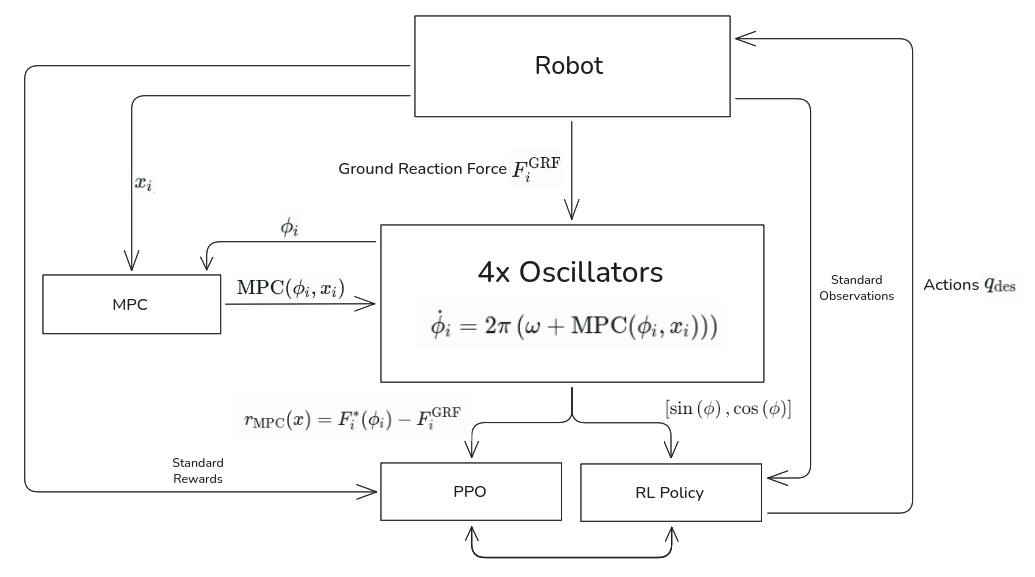 Robot
Ground Reaction Force $F_i^{\mathrm{GRF}}$
$x_i$
$\phi_i$
MPC
$\mathrm{MPC}(\phi_i, x_i)$
4x Oscillators
$\dot{\phi}_i = 2\pi \left(\omega + \mathrm{MPC}(\phi_i, x_i))\right)$
Standard
Observations
Actions $q_{\mathrm{des}}$
$r_{\mathrm{MPC}}(x) = F_i^*(\phi_i) - F_i^{\mathrm{GRF}}$
$[\sin(\phi), \cos(\phi)]$
Standard
Rewards
PPO
RL Policy